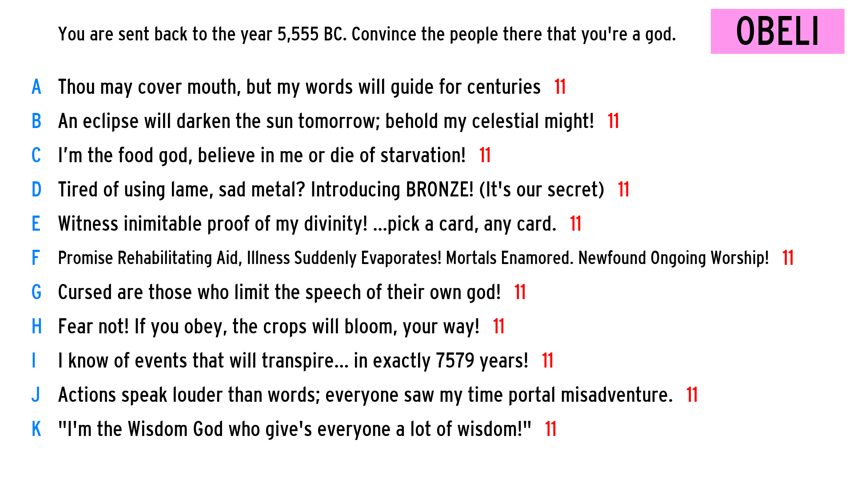 You are sent back to the year 5,555 BC. Convince the people there that you're a god.
OBELI
A Thou may cover mouth, but my words will guide for centuries 11
B An eclipse will darken the sun tomorrow; behold my celestial might! 11
C I’m the food god, believe in me or die of starvation! 11
D Tired of using lame, sad metal? Introducing BRONZE! (It's our secret) 11
E Witness inimitable proof of my divinity! ...pick a card, any card. 11
F Promise Rehabilitating Aid, Illness Suddenly Evaporates! Mortals Enamored. Newfound Ongoing Worship! 11
G Cursed are those who limit the speech of their own god! 11
H Fear not! If you obey, the crops will bloom, your way! 11
I I know of events that will transpire... in exactly 7579 years! 11
J Actions speak louder than words; everyone saw my time portal misadventure. 11
K "I'm the Wisdom God who give's everyone a lot of wisdom!" 11